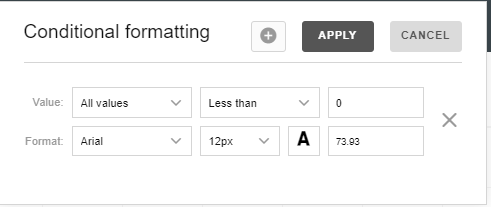 Conditional formatting APPLY CANCEL
Value: All values Less than 0
Format: Arial 12px A 73.93